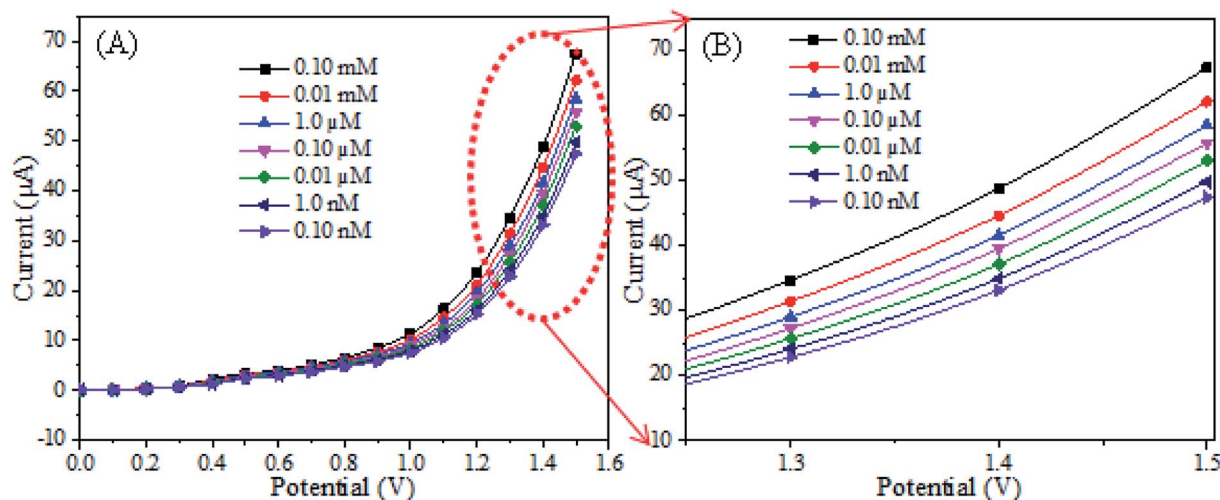 (A)
0.10 mM
0.01 mM
1.0 µM
0.10 µM
0.01 µM
1.0 nM
0.10 nM
Current (µA)
70
60
50
40
30
20
10
0
-10
0.0 0.2 0.4 0.6 0.8 1.0 1.2 1.4 1.6
Potential (V)
(B)
0.10 mM
0.01 mM
1.0 µM
0.10 µM
0.01 µM
1.0 nM
0.10 nM
Current (µA)
70
60
50
40
30
20
10
1.3 1.4 1.5
Potential (V)